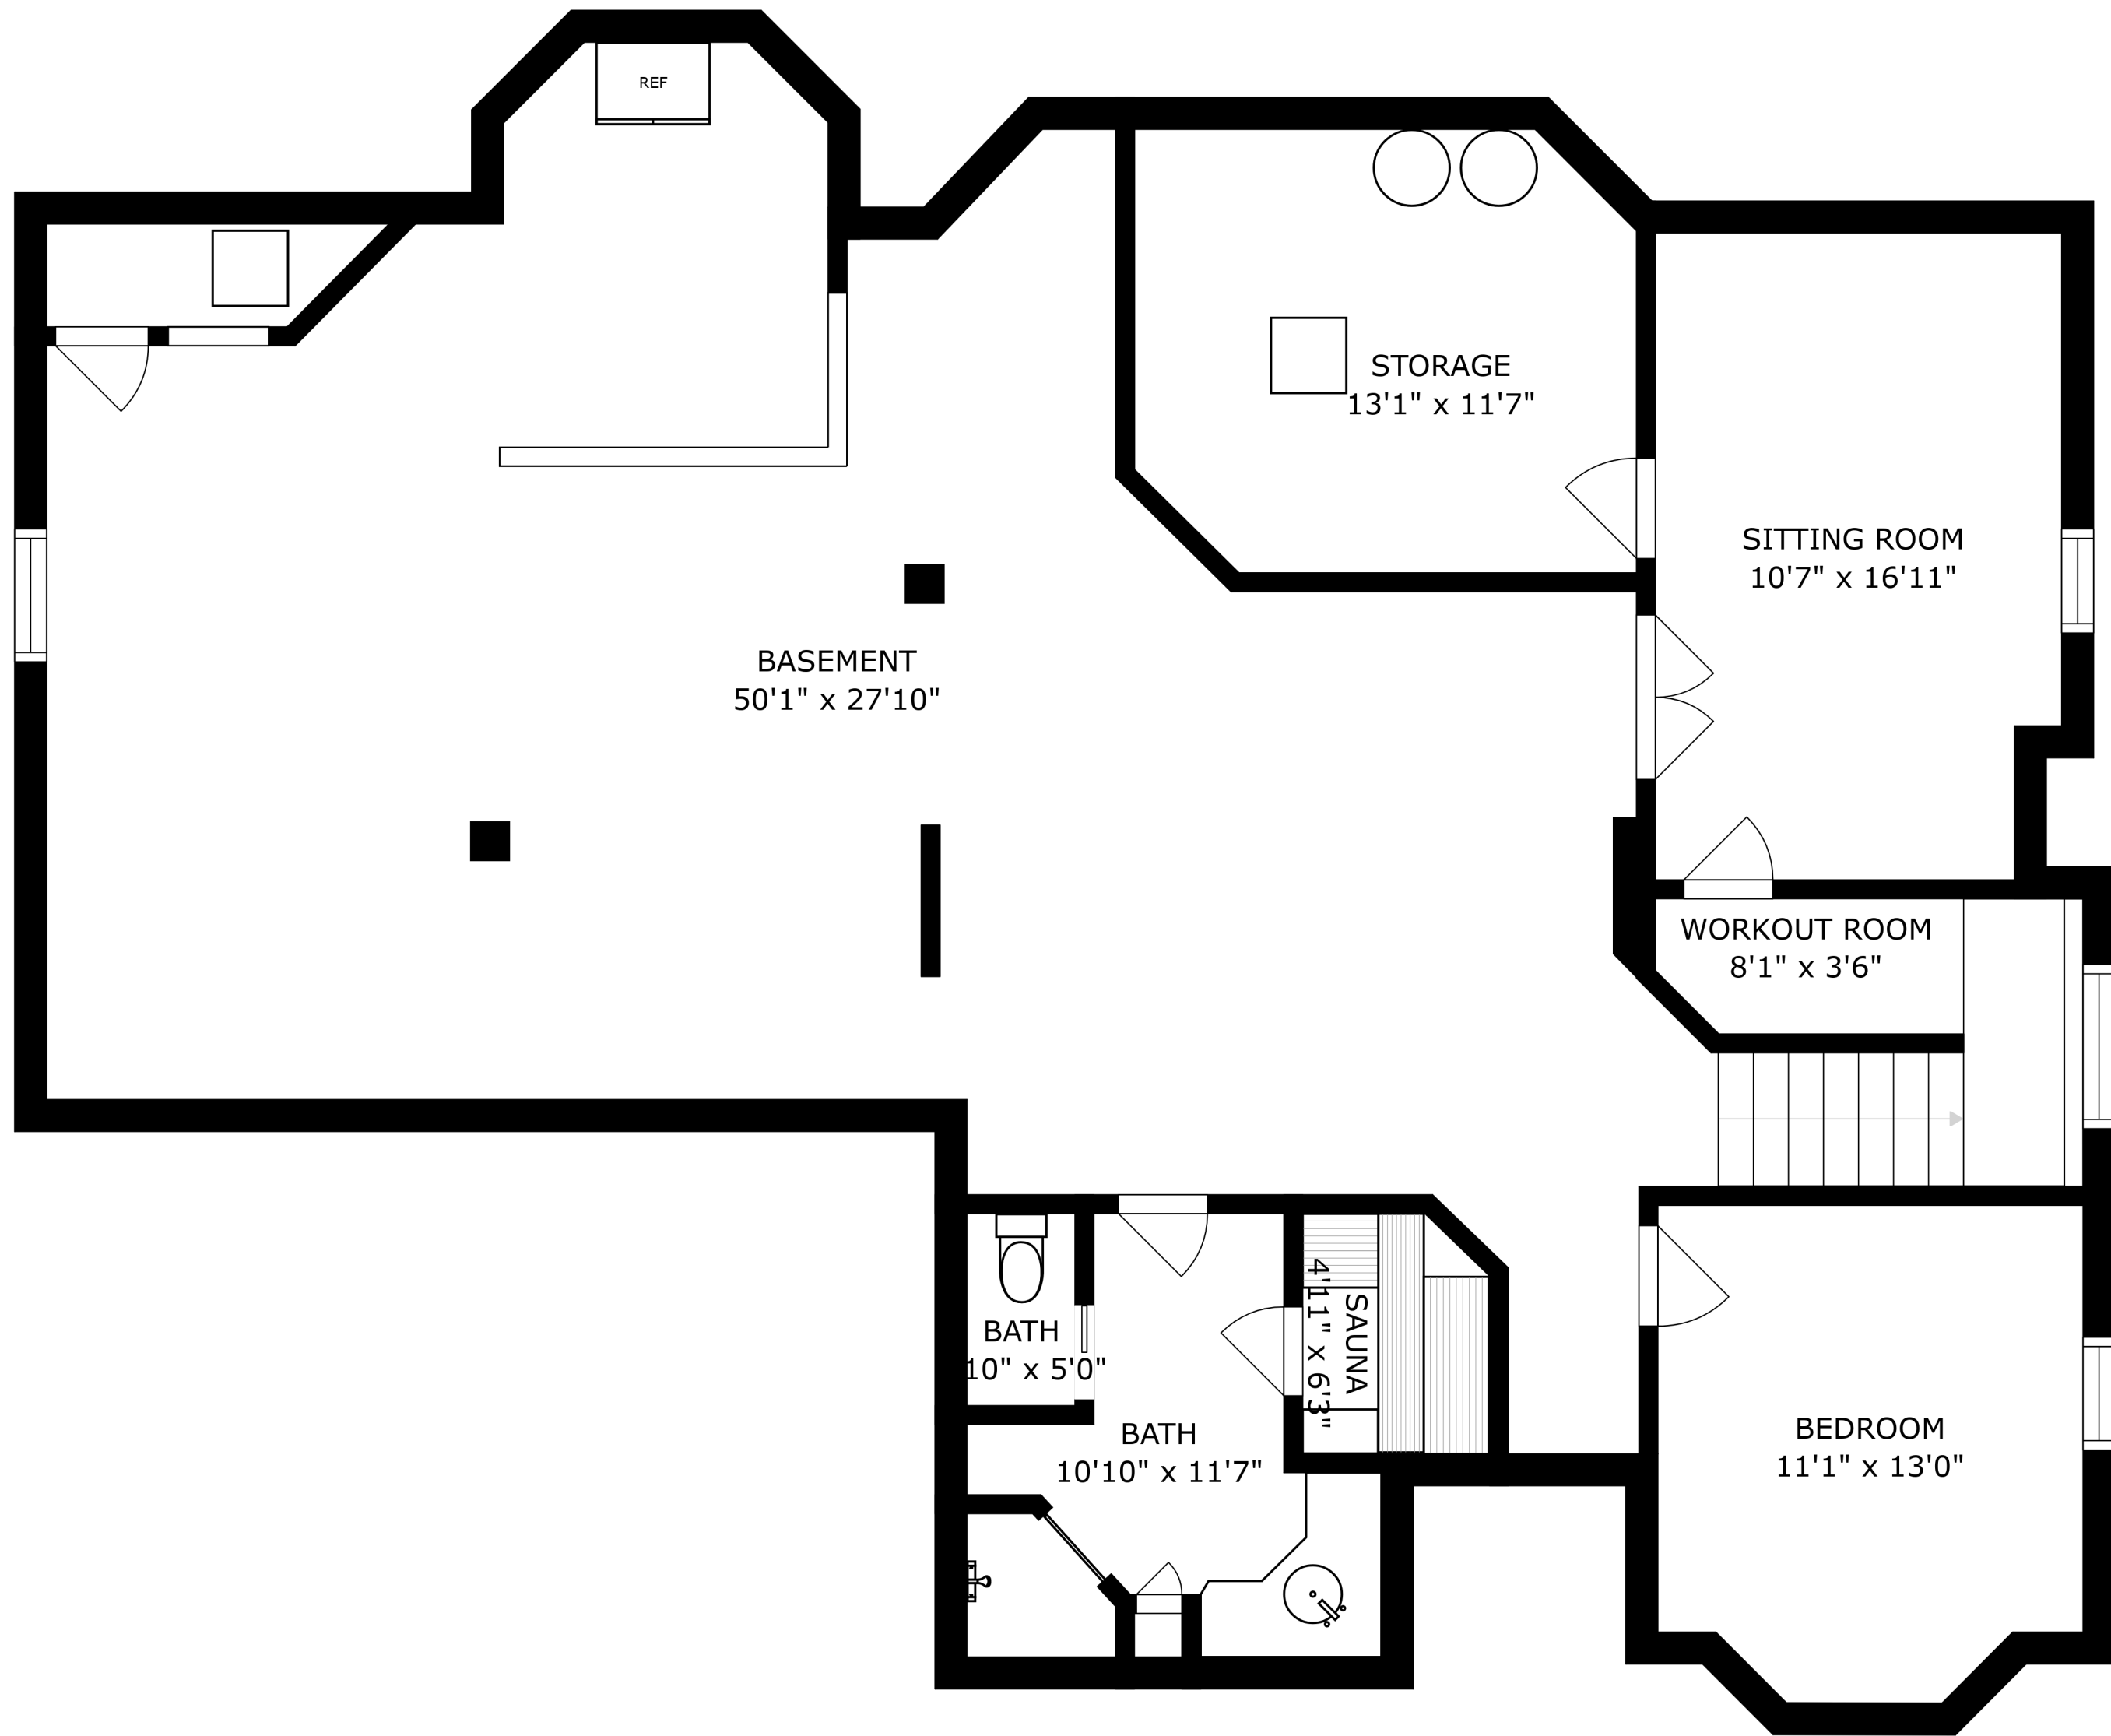 REF
STORAGE
13'1" x 11'7"
SITTING ROOM
10'7" x 16'11"
BASEMENT
50'1" x 27'10"
WORKOUT ROOM
8'1" x 3'6"
SAUNA
4'11" x 6'3"
BATH
10" x 5'0"
BATH
10'10" x 11'7"
BEDROOM
11'1" x 13'0"